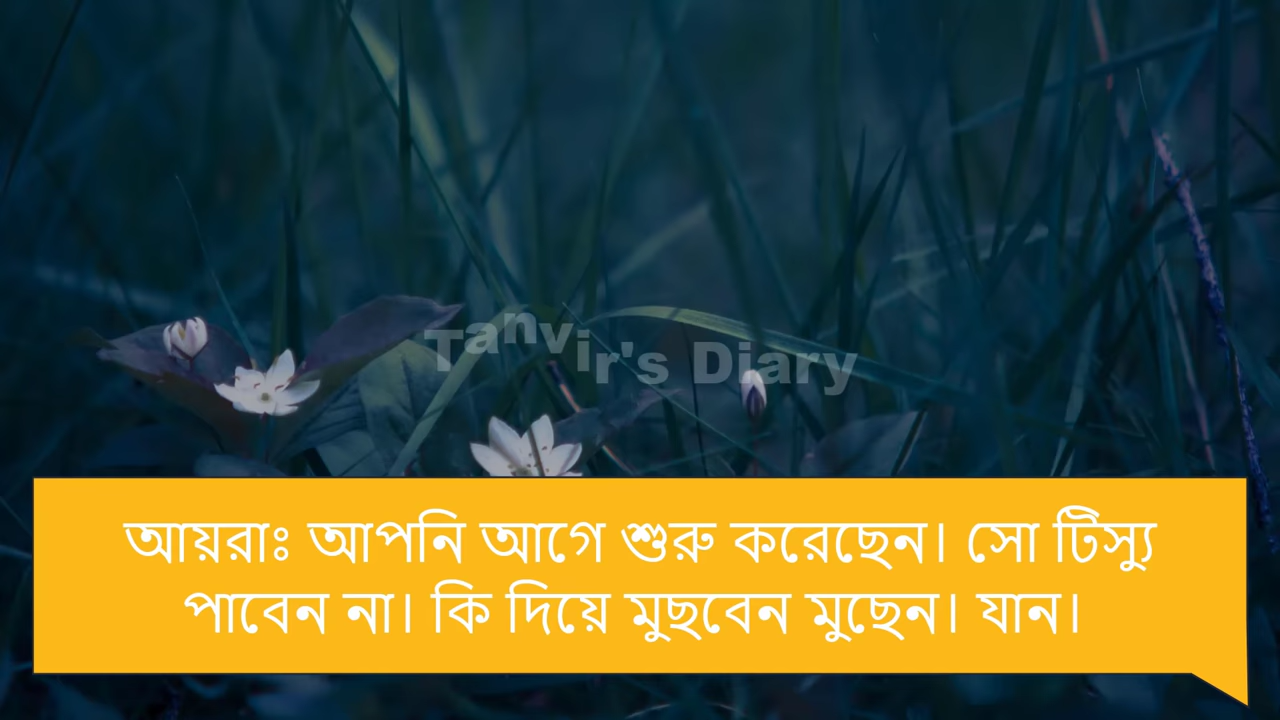 Tanvir's Diary
আয়রাঃ আপনি আগে শুরু করেছেন। সো টিস্যু
পাবেন না। কি দিয়ে মুছবেন মুছেন। যান।